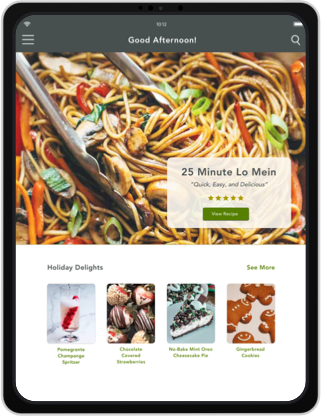 10:12
Good Afternoon!
25 Minute Lo Mein
"Quick, Easy, and Delicious"
View Recipe
Holiday Delights
See More
Pomegranate
Champange
Spritzer
Chocolate
Covered
Strawberries
No-Bake Mint Oreo
Cheesecake Pie
Gingerbread
Cookies